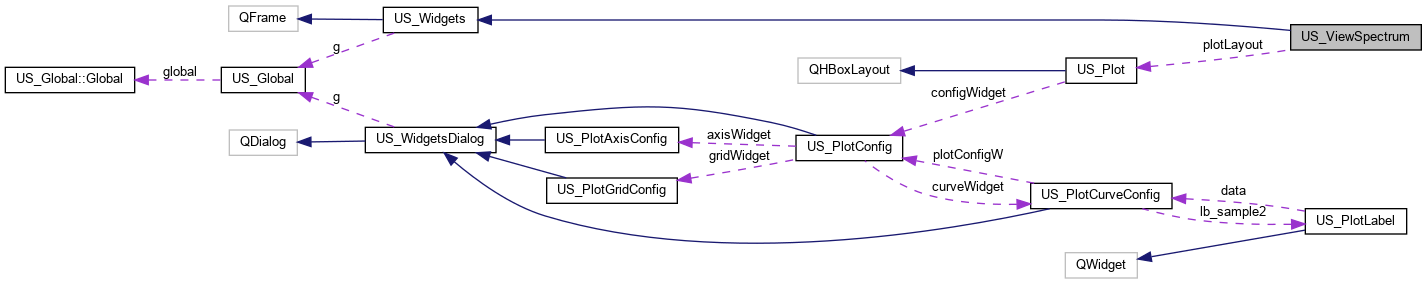 QFrame
US_Widgets
US_ViewSpectrum
g
plotLayout
US_Global::Global
global
US_Global
QHBoxLayout
US_Plot
configWidget
g
QDialog
US_WidgetsDialog
US_PlotAxisConfig
axisWidget
US_PlotConfig
gridWidget
plotConfigW
US_PlotGridConfig
curveWidget
US_PlotCurveConfig
data
lb_sample2
US_PlotLabel
QWidget